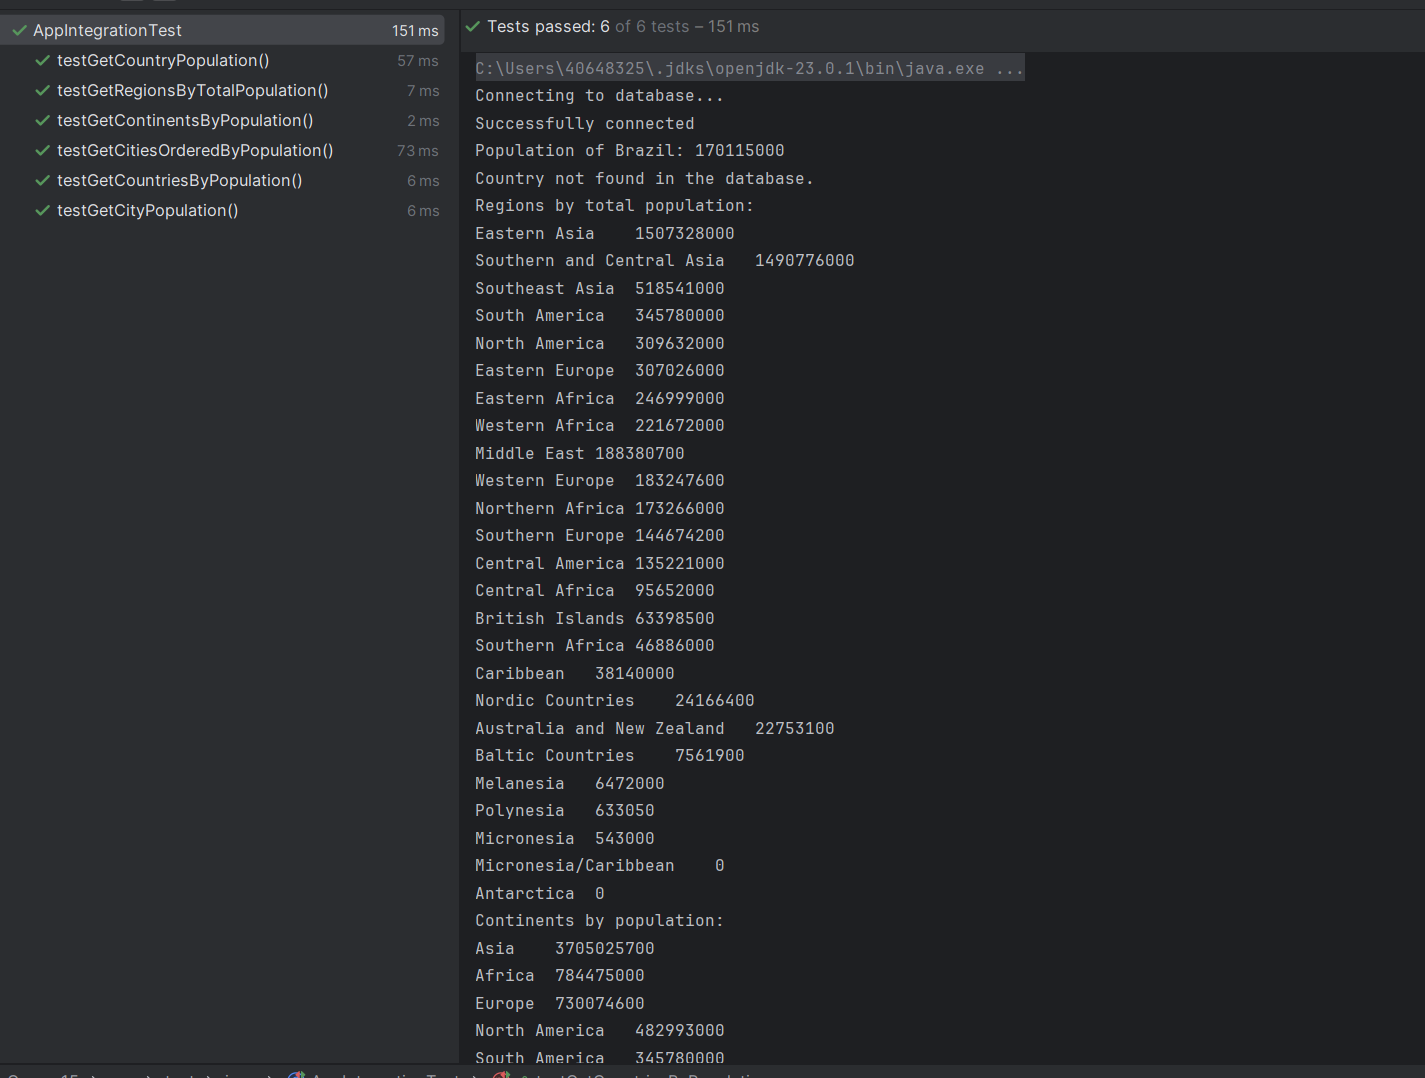 AppIntegrationTest 151 ms
testGetCountryPopulation() 57 ms
testGetRegionsByTotalPopulation() 7 ms
testGetContinentsByPopulation() 2 ms
testGetCitiesOrderedByPopulation() 73 ms
testGetCountriesByPopulation() 6 ms
testGetCityPopulation() 6 ms
Tests passed: 6 of 6 tests – 151 ms
C:\Users\40648325\.jdks\openjdk-23.0.1\bin\java.exe ...
Connecting to database...
Successfully connected
Population of Brazil: 170115000
Country not found in the database.
Regions by total population:
Eastern Asia    1507328000
Southern and Central Asia   1490776000
Southeast Asia  518541000
South America   345780000
North America   309632000
Eastern Europe  307026000
Eastern Africa  246999000
Western Africa  221672000
Middle East 188380700
Western Europe  183247600
Northern Africa 173266000
Southern Europe 144674200
Central America 135221000
Central Africa  95652000
British Islands 63398500
Southern Africa 46886000
Caribbean   38140000
Nordic Countries    24166400
Australia and New Zealand   22753100
Baltic Countries    7561900
Melanesia   6472000
Polynesia   633050
Micronesia  543000
Micronesia/Caribbean    0
Antarctica  0
Continents by population:
Asia    3705025700
Africa  784475000
Europe  730074600
North America   482993000
South America   345780000